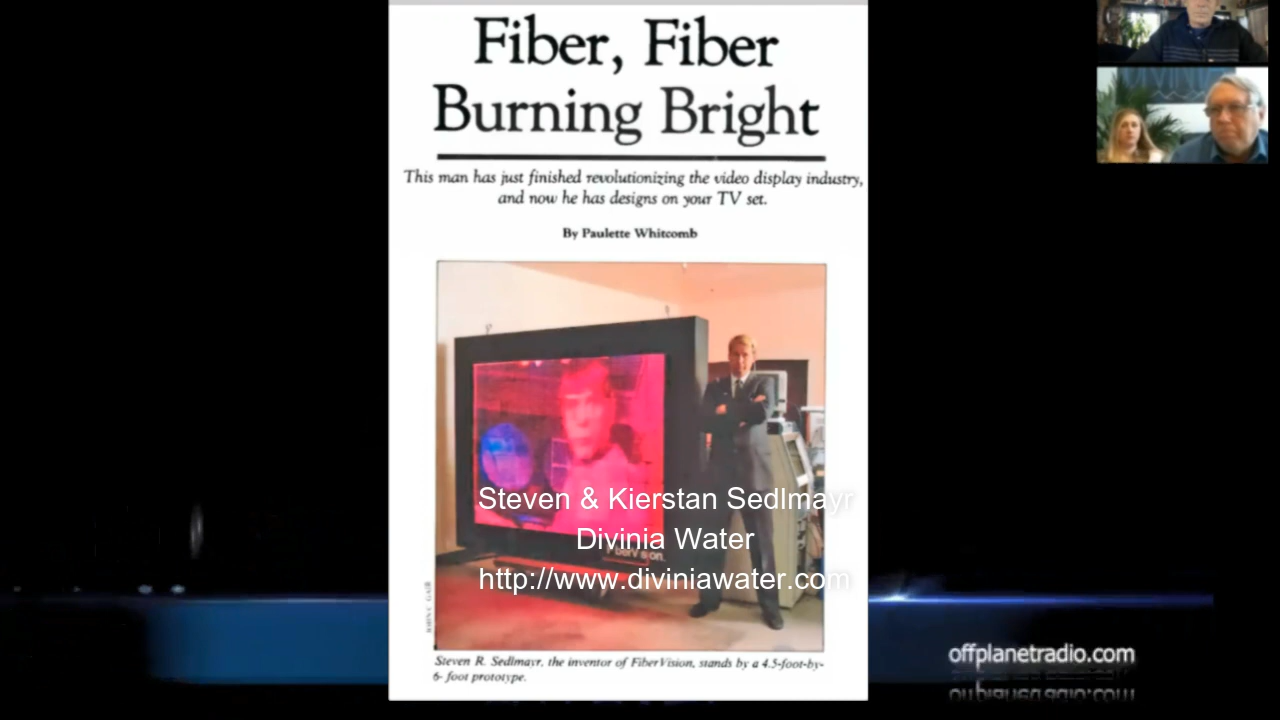 Fiber, Fiber
Burning Bright
This man has just finished revolutionizing the video display industry,
and now he has designs on your TV set.
By Paulette Whitcomb
Steven & Kierstan Sedlmayr
Divinia Water
http://www.diviniawater.com
Steven R. Sedlmayr, the inventor of FiberVision, stands by a 4.5-foot-by-
6- foot prototype.
offplanetradio.com